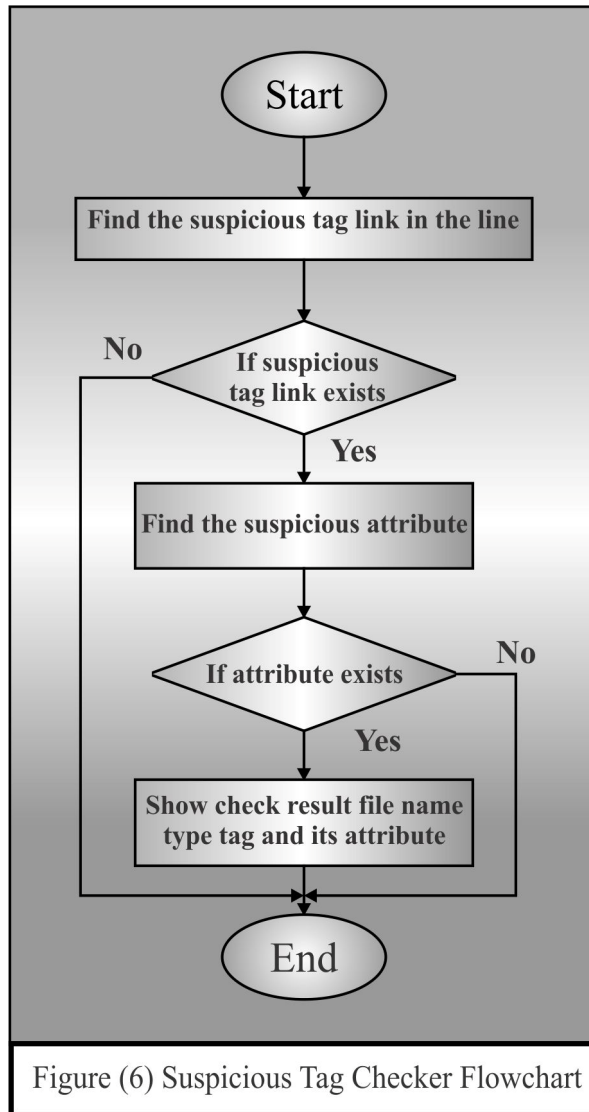 Start
Find the suspicious tag link in the line
No
If suspicious
tag link exists
Yes
Find the suspicious attribute
If attribute exists
No
Yes
Show check result file name
type tag and its attribute
End
Figure (6) Suspicious Tag Checker Flowchart